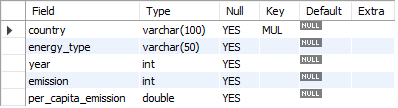 Field Type Null Key Default Extra
country varchar(100) YES MUL NULL
energy_type varchar(50) YES NULL
year int YES NULL
emission int YES NULL
per_capita_emission double YES NULL